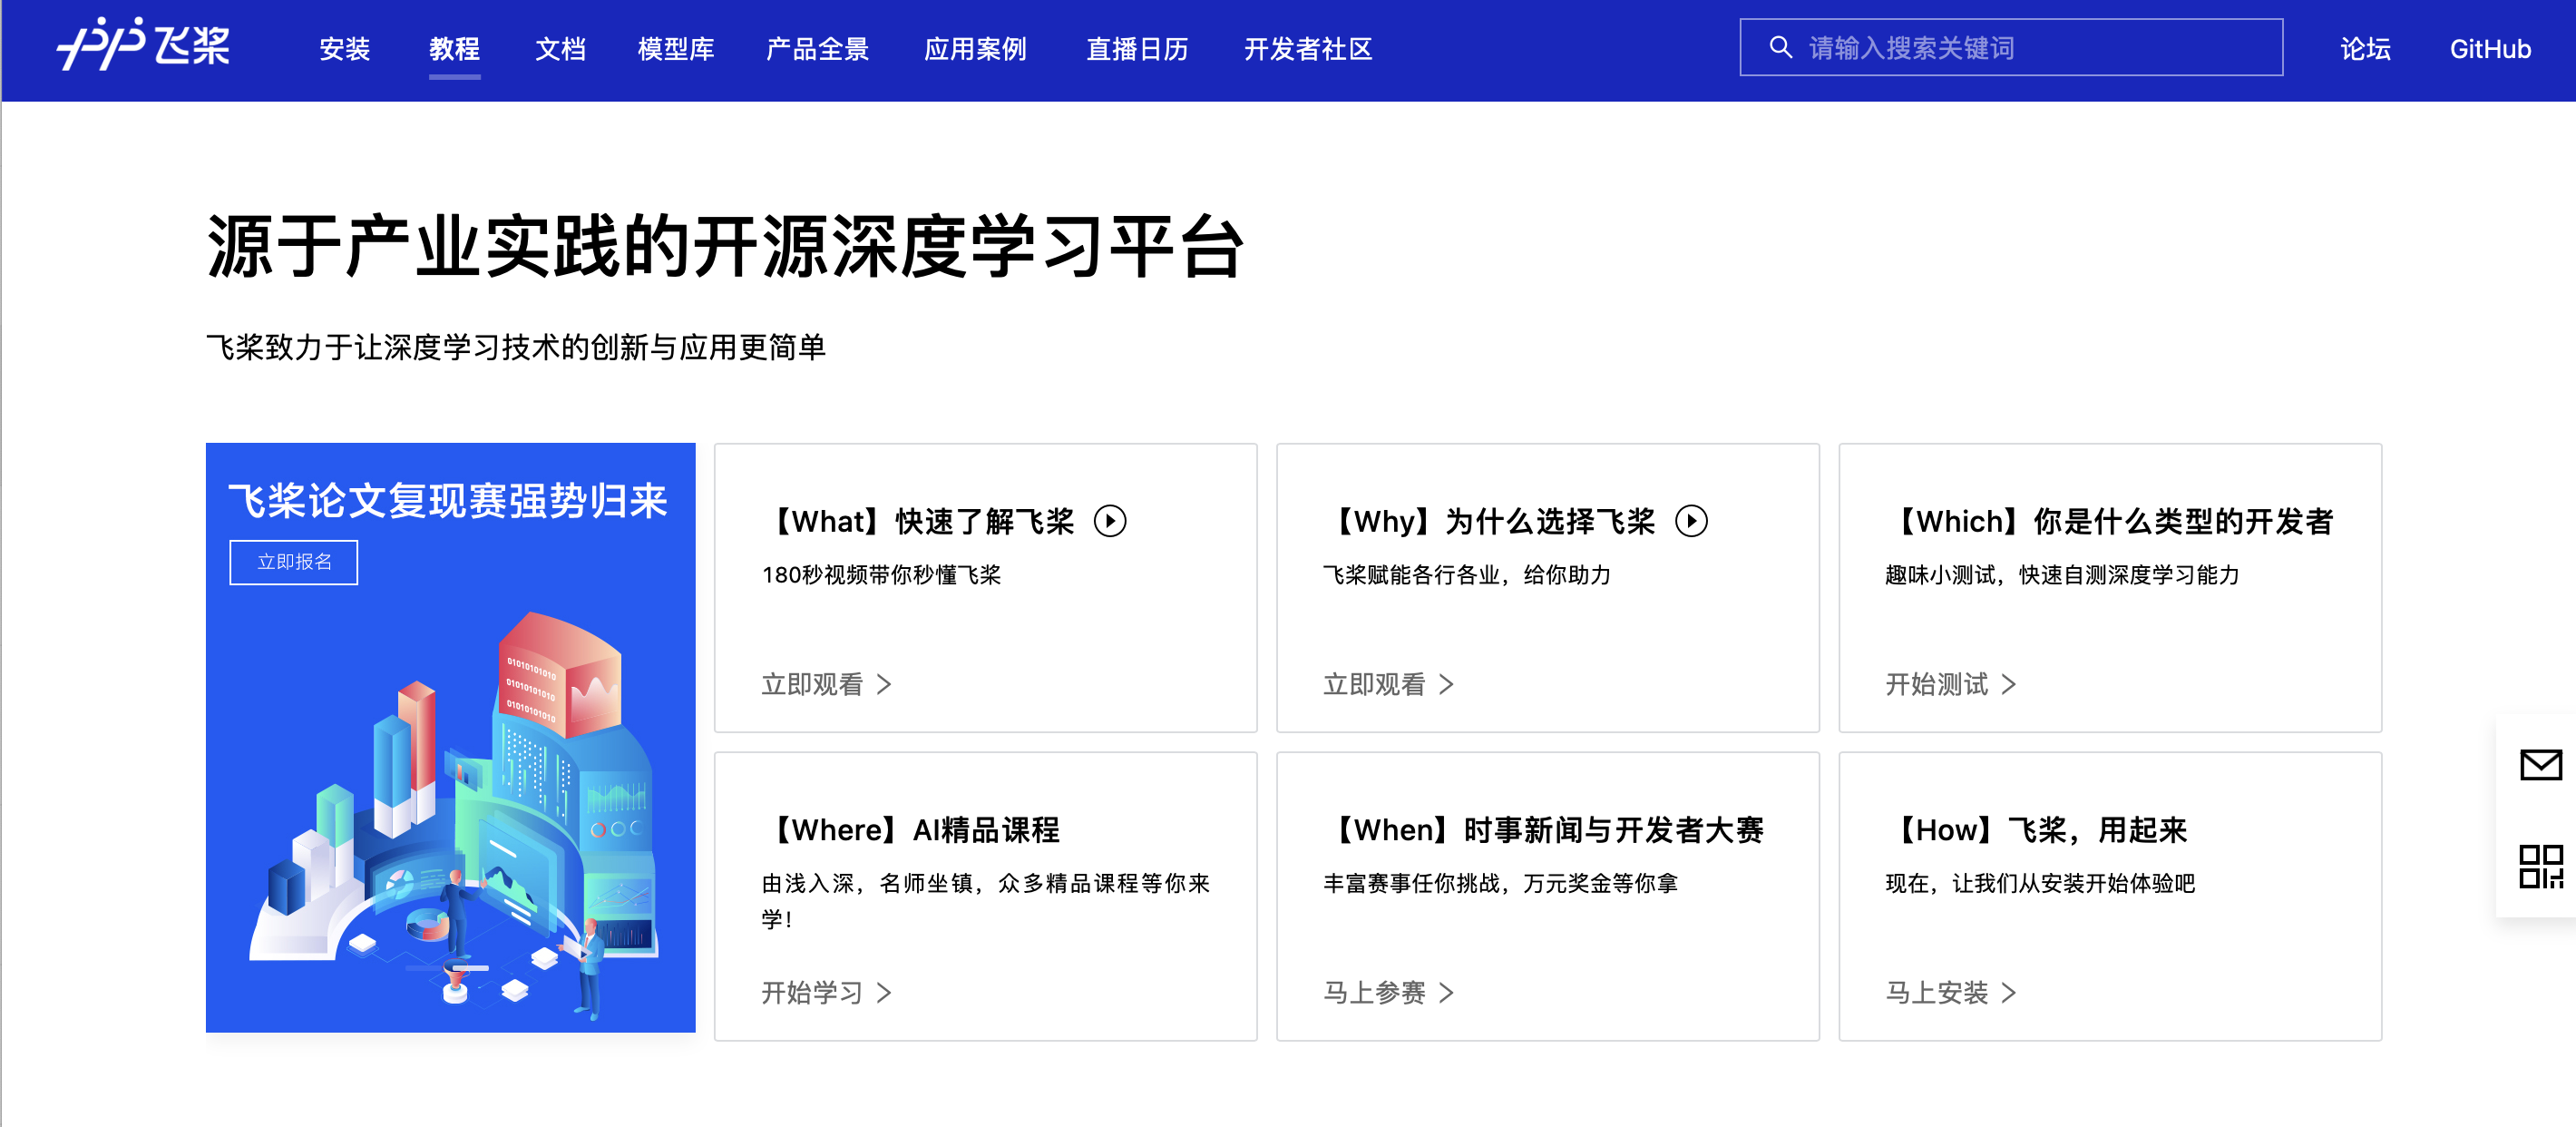 飞桨 安装 教程 文档 模型库 产品全景 应用案例 直播日历 开发者社区 请输入搜索关键词 论坛 GitHub
源于产业实践的开源深度学习平台
飞桨致力于让深度学习技术的创新与应用更简单
飞桨论文复现赛强势归来
立即报名
01010101010
01010101010
01010101010
【What】快速了解飞桨
180秒视频带你秒懂飞桨
立即观看
【Why】为什么选择飞桨
飞桨赋能各行各业，给你助力
立即观看
【Which】你是什么类型的开发者
趣味小测试，快速自测深度学习能力
开始测试
【Where】AI精品课程
由浅入深，名师坐镇，众多精品课程等你来
学！
开始学习
【When】时事新闻与开发者大赛
丰富赛事任你挑战，万元奖金等你拿
马上参赛
【How】飞桨，用起来
现在，让我们从安装开始体验吧
马上安装